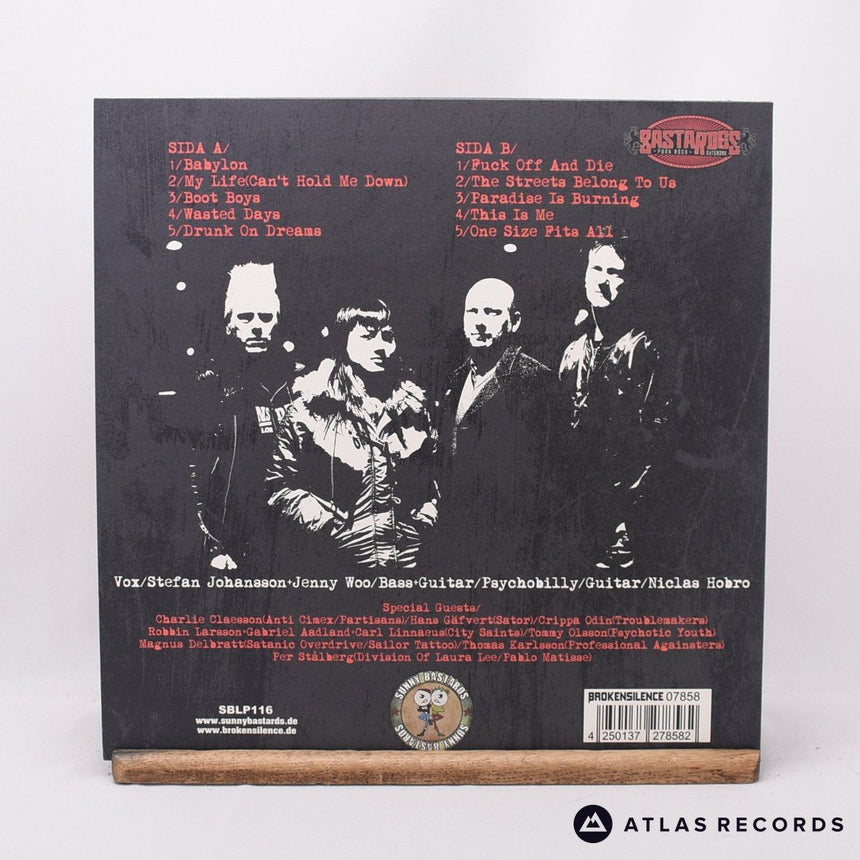 SIDA A/
1/Babylon
2/My Life(Can't Hold Me Down)
3/Boot Boys
4/Wasted Days
5/Drunk On Dreams
SIDA B/
1/Fuck Off And Die
2/The Streets Belong To Us
3/Paradise Is Burning
4/This Is Me
5/One Size Fits All
BASTARDS
PUNK ROCK
Vox/Stefan Johansson+Jenny Woo/Bass+Guitar/Psychobilly/Guitar/Niclas Hobro
Special Guests/
Charlie Claesson(Anti Cimex/Partisans)/Hans Gäfvert(Sator)/Crippa Odin(Troublemakers)
Robbin Larsson+Gabriel Aadland+Carl Linnaeus(City Saints)/Tommy Olsson(Psychotic Youth)
Magnus Delbratt(Satanic Overdrive/Sailor Tattoo)/Thomas Karlsson(Professional Againsters)
Per Stålberg(Division Of Laura Lee/Pablo Matisse)
SBLP116
www.sunnybastards.de
www.brokensilence.de
SUNNY BASTARDS
SUNNY BASTARDS
BROKENSILENCE 07858
4 250137 278582
ATLAS RECORDS